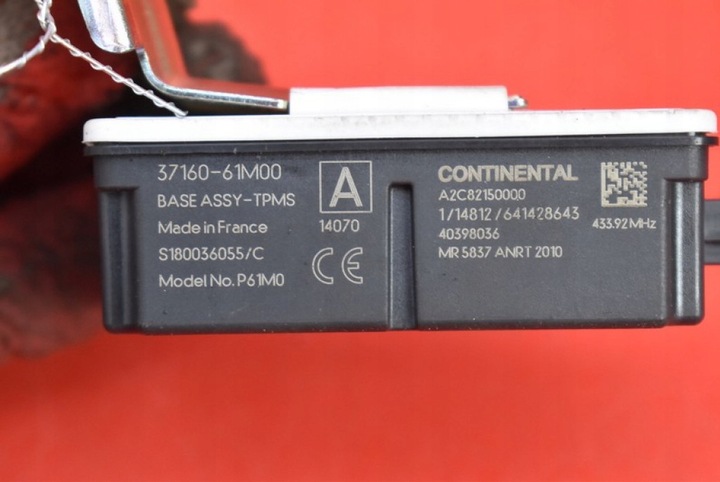 37160-61M00
BASE ASSY-TPMS
Made in France
S180036055/C
Model No. P61M0
A
14070
CE
CONTINENTAL
A2C82150000
1/14812/641428643
40398036
MR 5837 ANRT 2010
433.92MHz